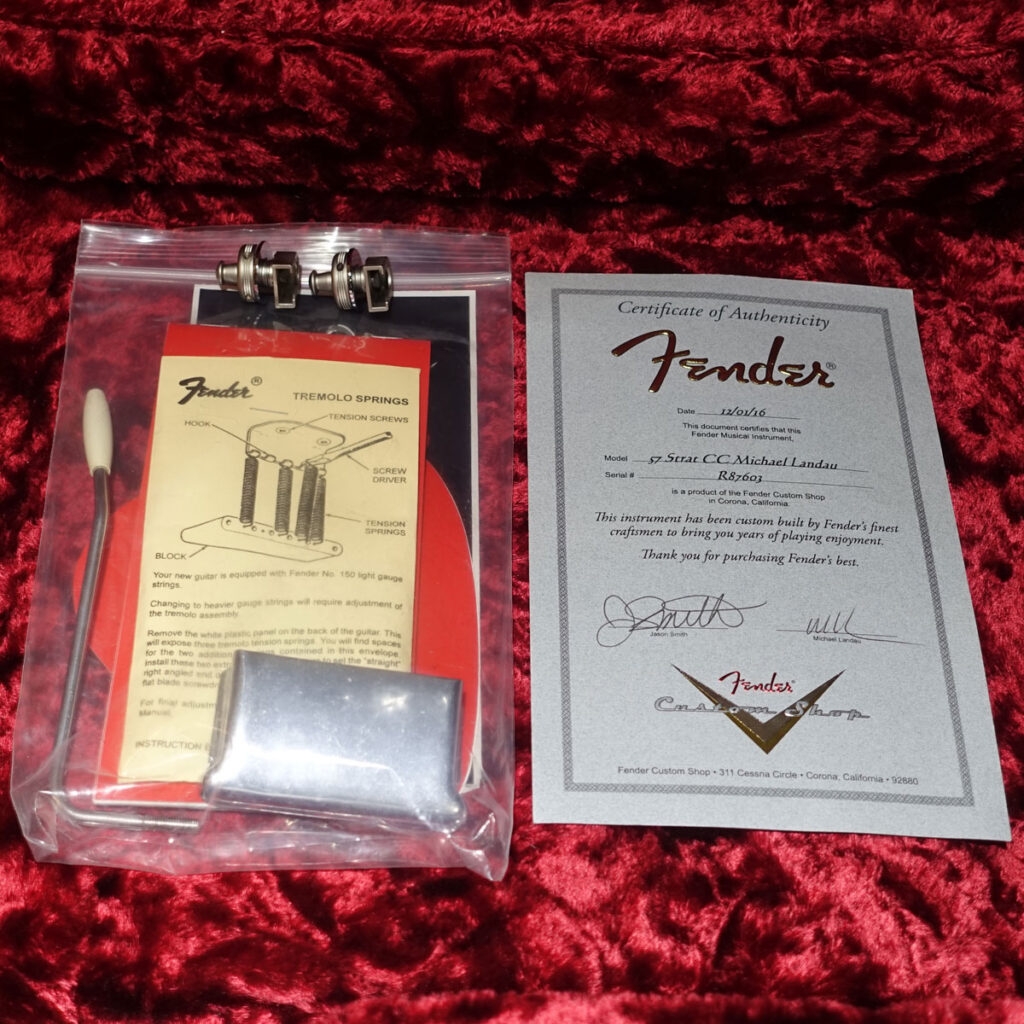 Fender®
TREMOLO SPRINGS
TENSION SCREWS
HOOK
SCREW
DRIVER
TENSION
SPRINGS
BLOCK
Your new guitar is equipped with Fender No. 150 light gauge
strings.
Changing to heavier gauge strings will require adjustment of
the tremolo assembly.
Remove the white plastic panel on the back of the guitar. This
will expose three tremolo tension springs. You will find spaces
for the two contained in this envelope
install these two to set the "straight"
right angled end
flat blade
For final
Manual.
INSTRUCTION
Certificate of Authenticity
Fender®
Date 12/01/16
This document certifies that this
Fender Musical Instrument,
Model 57 Strat CC Michael Landau
Serial # R87603
is a product of the Fender Custom Shop
in Corona, California.
This instrument has been custom built by Fender's finest
craftsmen to bring you years of playing enjoyment.
Thank you for purchasing Fender's best.
Jason Smith
Michael Landau
Fender®
Custom Shop
Fender Custom Shop • 311 Cessna Circle • Corona, California • 92880